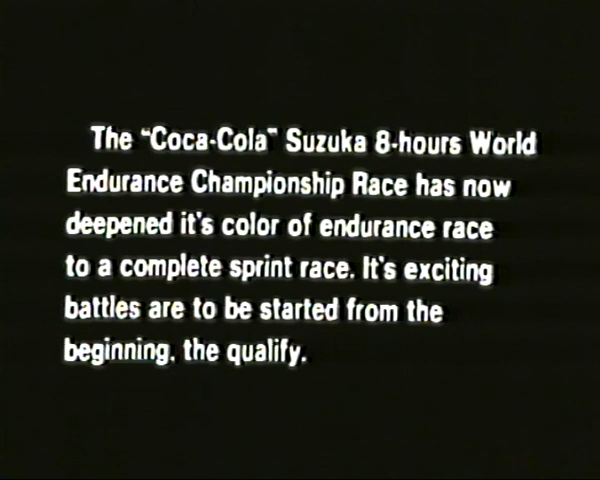 The "Coca-Cola" Suzuka 8-hours World
Endurance Championship Race has now
deepened it's color of endurance race
to a complete sprint race. It's exciting
battles are to be started from the
beginning. the qualify.